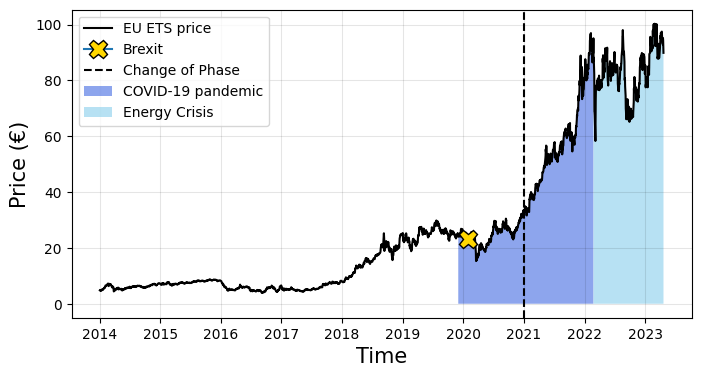 EU ETS price
Brexit
Change of Phase
COVID-19 pandemic
Energy Crisis
Price (€)
100
80
60
40
20
0
2014 2015 2016 2017 2018 2019 2020 2021 2022 2023
Time